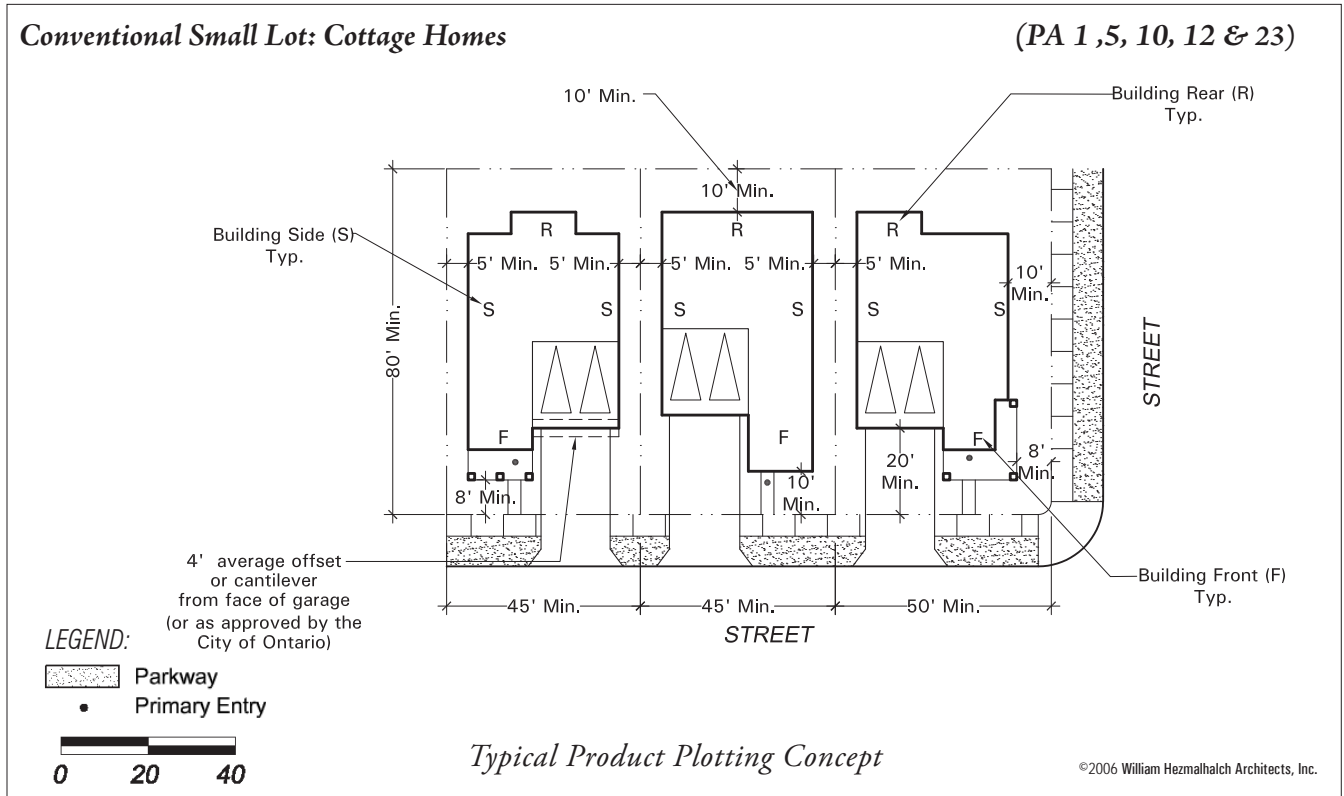 Conventional Small Lot: Cottage Homes
(PA 1 ,5, 10, 12 & 23)
10' Min.
Building Rear (R)
Typ.
10' Min.
Building Side (S)
Typ.
R
R
R
5' Min.
5' Min.
5' Min.
5' Min.
5' Min.
10'
Min.
S
S
S
S
S
S
80' Min.
STREET
F
F
F
8' Min.
10'
Min.
20'
Min.
8'
Min.
4' average offset
or cantilever
from face of garage
(or as approved by the
City of Ontario)
Building Front (F)
Typ.
45' Min.
45' Min.
50' Min.
STREET
LEGEND:
Parkway
Primary Entry
0 20 40
Typical Product Plotting Concept
©2006 William Hezmalhalch Architects, Inc.